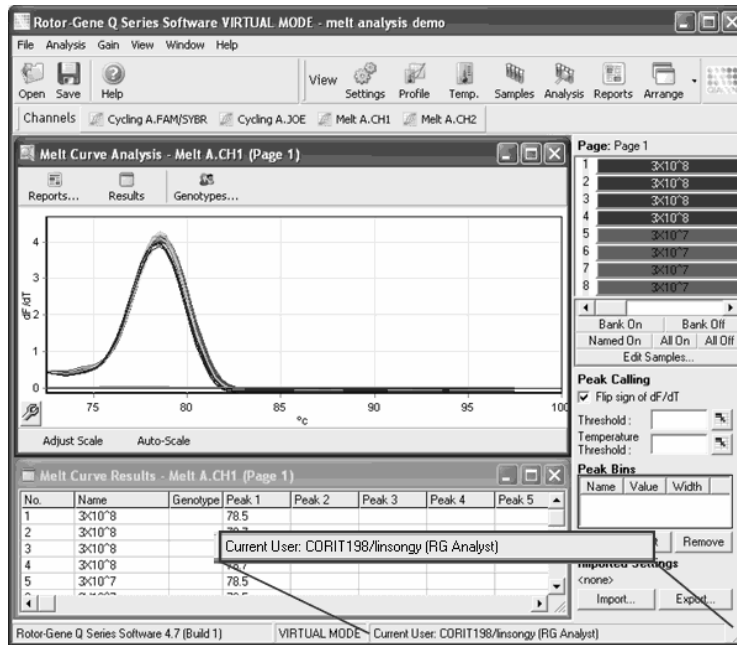 Rotor-Gene Q Series Software VIRTUAL MODE - melt analysis demo
File Analysis Gain View Window Help
Open Save Help View Settings Profile Temp. Samples Analysis Reports Arrange
Channels Cycling A.FAM/SYBR Cycling A.JOE Melt A.CH1 Melt A.CH2
Melt Curve Analysis - Melt A.CH1 (Page 1)
Reports... Results Genotypes...
4
3
2
1
0
dF/dT
75 80 85 90 95 100
°c
Adjust Scale Auto-Scale
Page: Page 1
1 3X10^8
2 3X10^8
3 3X10^8
4 3X10^8
5 3X10^7
6 3X10^7
7 3X10^7
8 3X10^7
Bank On Bank Off
Named On All On All Off
Edit Samples...
Peak Calling
Flip sign of dF/dT
Threshold :
Temperature
Threshold :
Peak Bins
Name Value Width
Remove
Imported Settings
<none>
Import... Export...
Melt Curve Results - Melt A.CH1 (Page 1)
No. Name Genotype Peak 1 Peak 2 Peak 3 Peak 4 Peak 5
1 3X10^8 78.5
2 3X10^8
3 3X10^8
4 3X10^8 78.7
5 3X10^7 78.5
Current User: CORIT198/linsongy (RG Analyst)
Rotor-Gene Q Series Software 4.7 (Build 1) VIRTUAL MODE Current User: CORIT198/linsongy (RG Analyst)